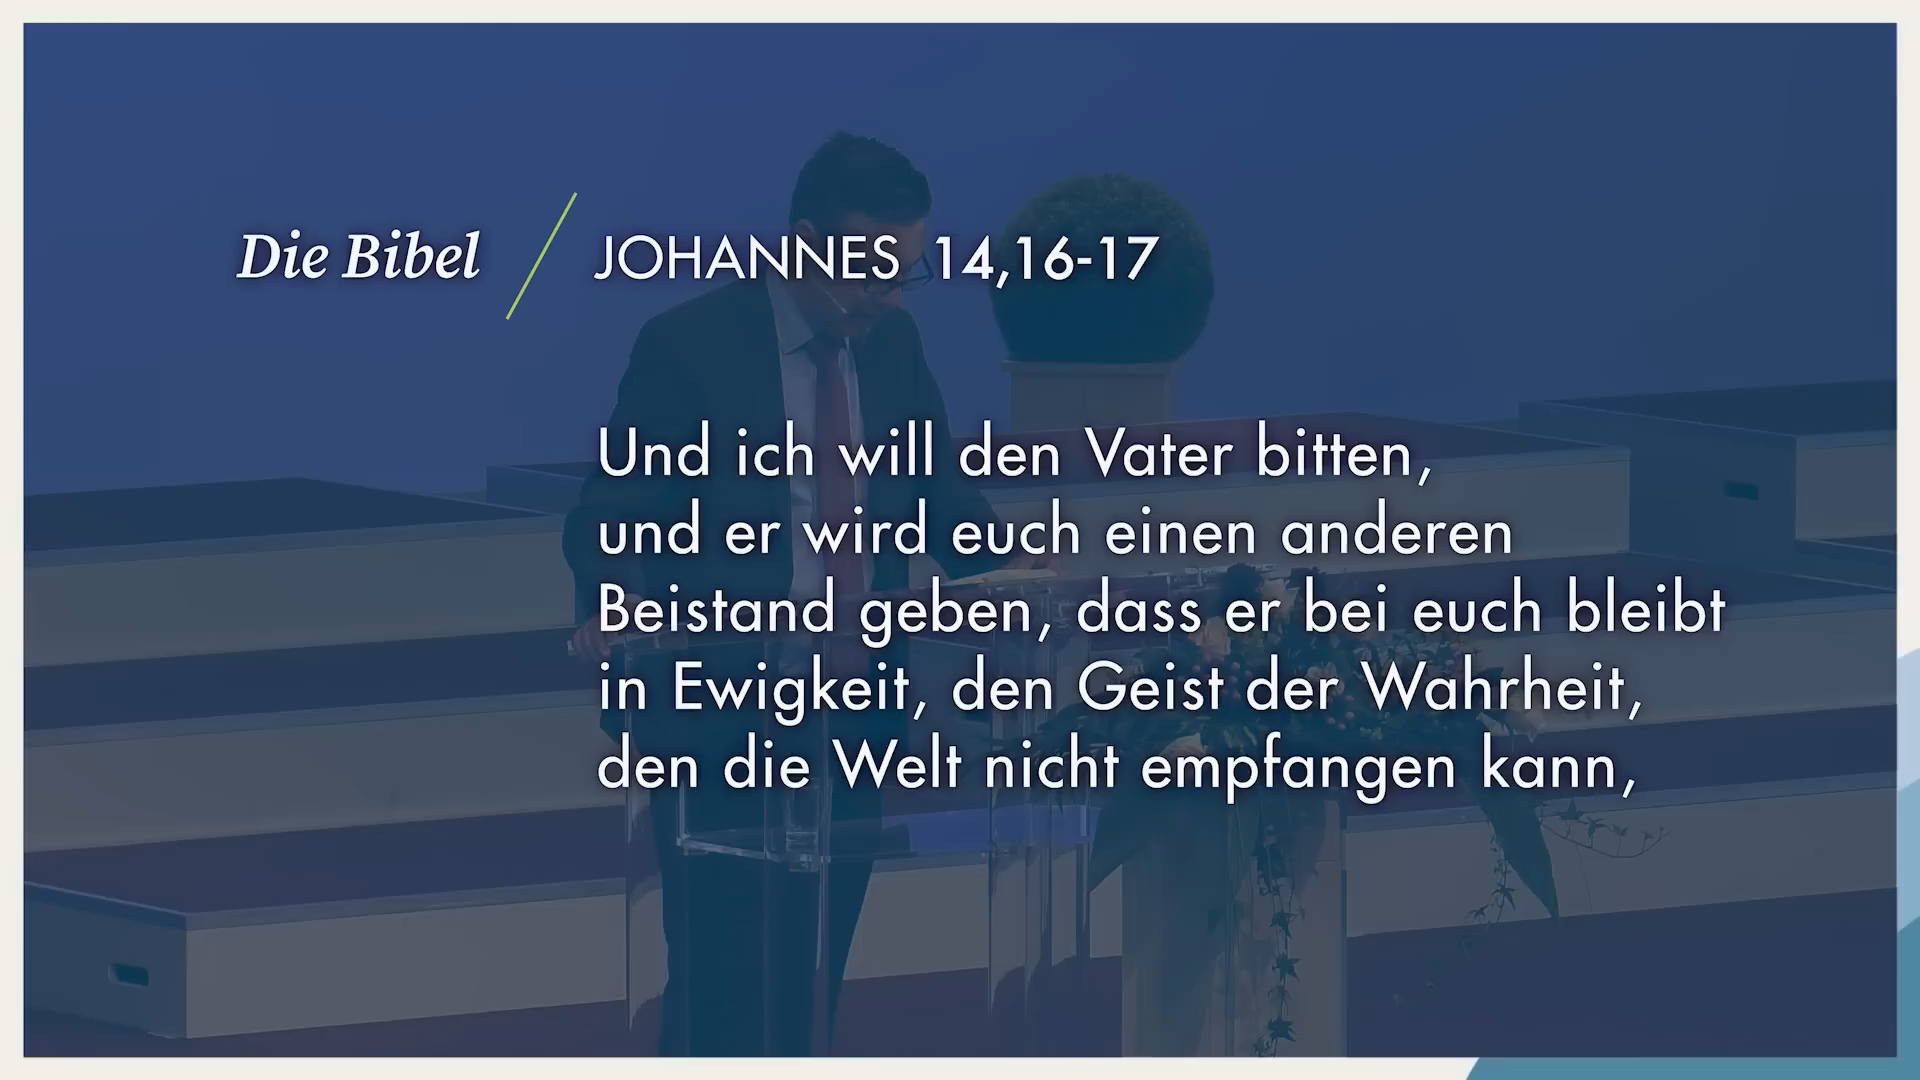 Die Bibel / JOHANNES 14,16-17
Und ich will den Vater bitten,
und er wird euch einen anderen
Beistand geben, dass er bei euch bleibt
in Ewigkeit, den Geist der Wahrheit,
den die Welt nicht empfangen kann,